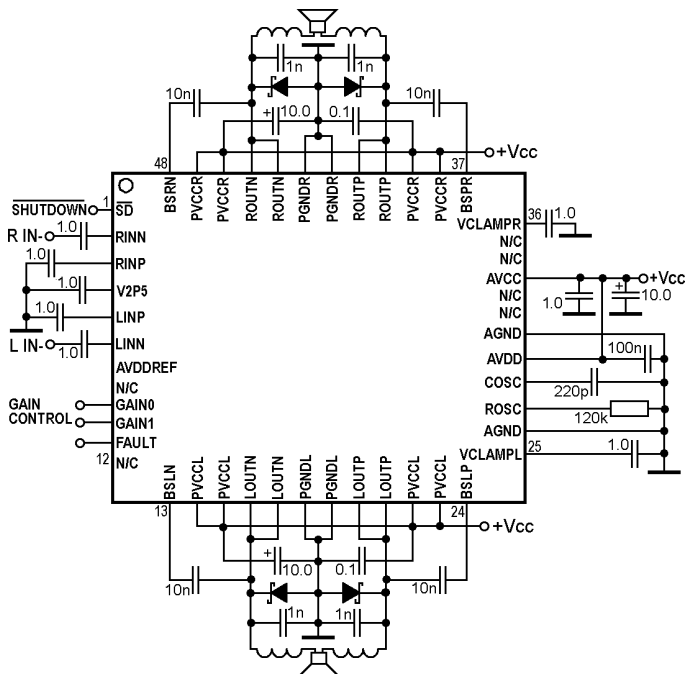 1n 1n
10n 10.0 0.1 10n
+
48 37 +Vcc
BSRN PVCCR PVCCR ROUTN ROUTN PGNDR PGNDR ROUTP ROUTP PVCCR PVCCR BSPR
SHUTDOWN 1 SD
R IN- 1.0 RINN
1.0 RINP
1.0 V2P5
1.0 LINP
L IN- 1.0 LINN
AVDDREF
N/C
GAIN CONTROL GAIN0
GAIN1
FAULT
12 N/C
VCLAMPR 36 1.0
N/C
N/C
AVCC +Vcc
N/C 1.0 + 10.0
N/C
AGND
AVDD 100n
COSC 220p
ROSC 120k
AGND
VCLAMPL 25 1.0
BSLN PVCCL PVCCL LOUTN LOUTN PGNDL PGNDL LOUTP LOUTP PVCCL PVCCL BSLP
13 24 +Vcc
+
10n 10.0 0.1 10n
1n 1n